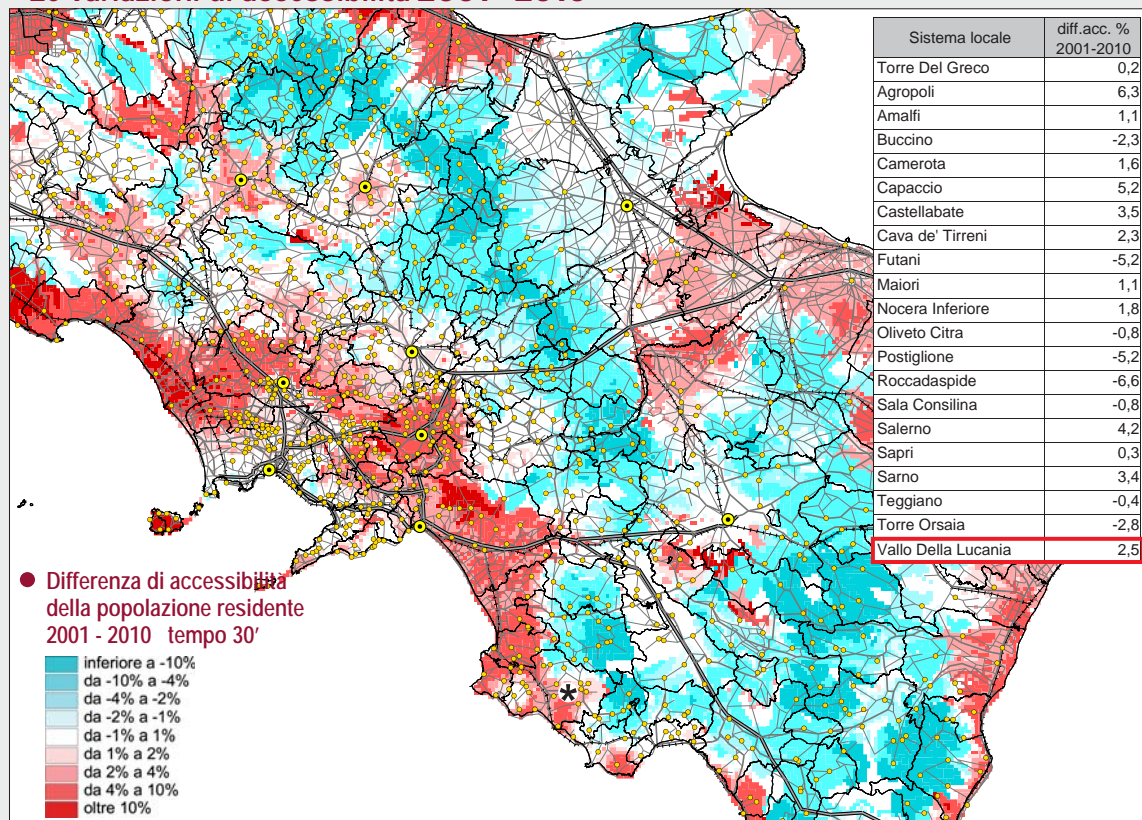 Sistema locale diff.acc. % 2001-2010
Torre Del Greco 0,2
Agropoli 6,3
Amalfi 1,1
Buccino -2,3
Camerota 1,6
Capaccio 5,2
Castellabate 3,5
Cava de' Tirreni 2,3
Futani -5,2
Maiori 1,1
Nocera Inferiore 1,8
Oliveto Citra -0,8
Postiglione -5,2
Roccadaspide -6,6
Sala Consilina -0,8
Salerno 4,2
Sapri 0,3
Sarno 3,4
Teggiano -0,4
Torre Orsaia -2,8
Vallo Della Lucania 2,5
*
● Differenza di accessibilità
della popolazione residente
2001 - 2010 tempo 30'
inferiore a -10%
da -10% a -4%
da -4% a -2%
da -2% a -1%
da -1% a 1%
da 1% a 2%
da 2% a 4%
da 4% a 10%
oltre 10%